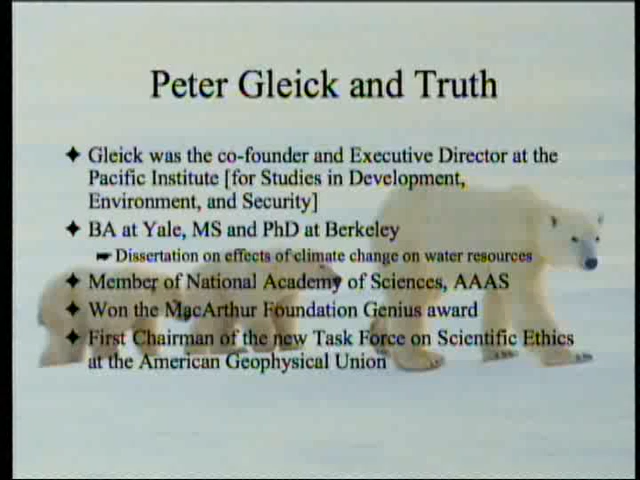 Peter Gleick and Truth
Gleick was the co-founder and Executive Director at the
Pacific Institute [for Studies in Development,
Environment, and Security]
BA at Yale, MS and PhD at Berkeley
Dissertation on effects of climate change on water resources
Member of National Academy of Sciences, AAAS
Won the MacArthur Foundation Genius award
First Chairman of the new Task Force on Scientific Ethics
at the American Geophysical Union